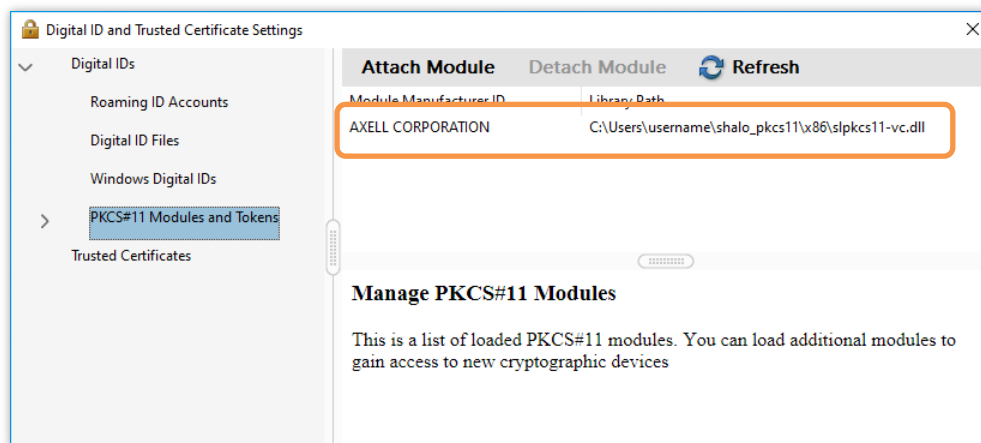 Digital ID and Trusted Certificate Settings
Digital IDs
Roaming ID Accounts
Digital ID Files
Windows Digital IDs
PKCS#11 Modules and Tokens
Trusted Certificates
Attach Module Detach Module Refresh
Module Manufacturer ID Library Path
AXELL CORPORATION C:\Users\username\shalo_pkcs11\x86\slpkcs11-vc.dll
Manage PKCS#11 Modules
This is a list of loaded PKCS#11 modules. You can load additional modules to
gain access to new cryptographic devices